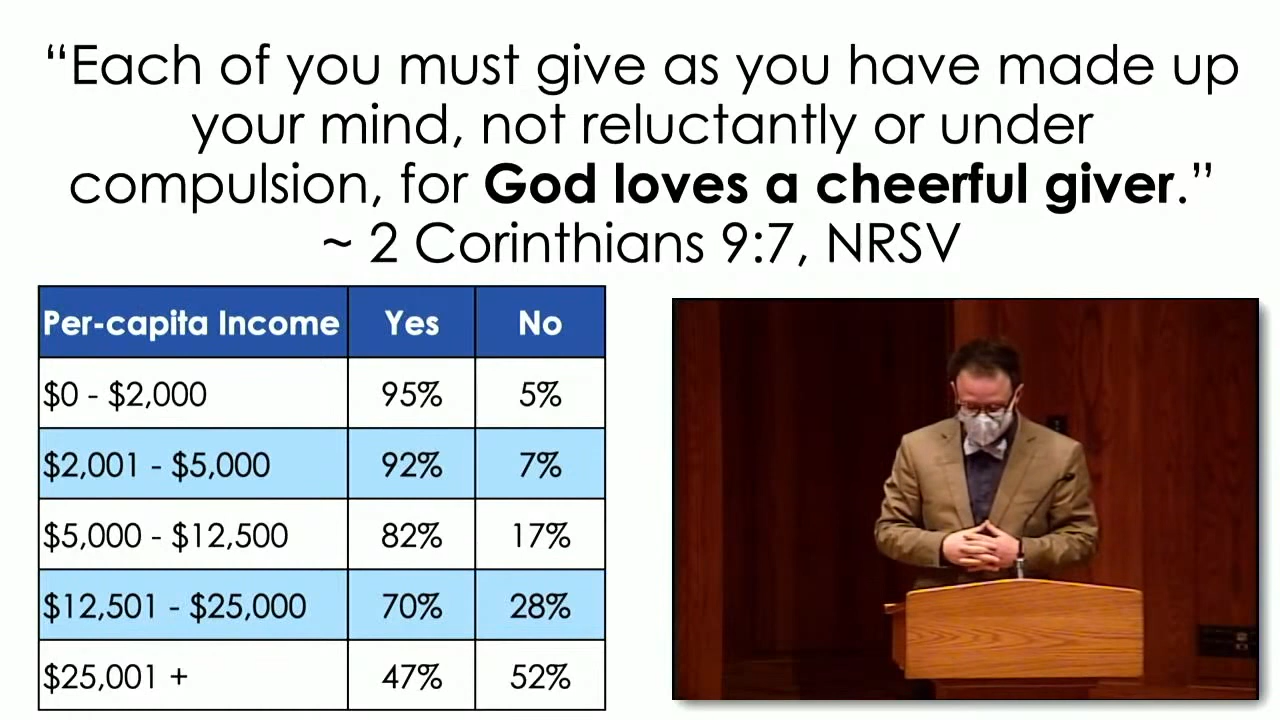 “Each of you must give as you have made up
your mind, not reluctantly or under
compulsion, for God loves a cheerful giver.”
~ 2 Corinthians 9:7, NRSV
Per-capita Income Yes No
$0 - $2,000 95% 5%
$2,001 - $5,000 92% 7%
$5,000 - $12,500 82% 17%
$12,501 - $25,000 70% 28%
$25,001 + 47% 52%